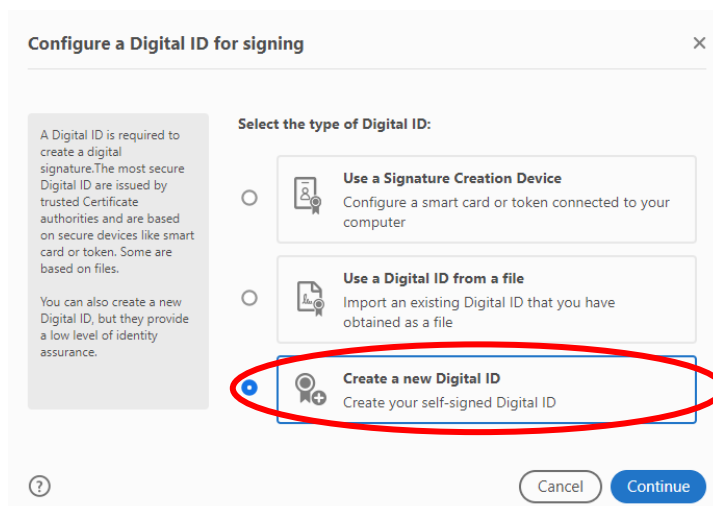 Configure a Digital ID for signing
A Digital ID is required to
create a digital
signature.The most secure
Digital ID are issued by
trusted Certificate
authorities and are based
on secure devices like smart
card or token. Some are
based on files.
You can also create a new
Digital ID, but they provide
a low level of identity
assurance.
Select the type of Digital ID:
Use a Signature Creation Device
Configure a smart card or token connected to your
computer
Use a Digital ID from a file
Import an existing Digital ID that you have
obtained as a file
Create a new Digital ID
Create your self-signed Digital ID
?
Cancel
Continue